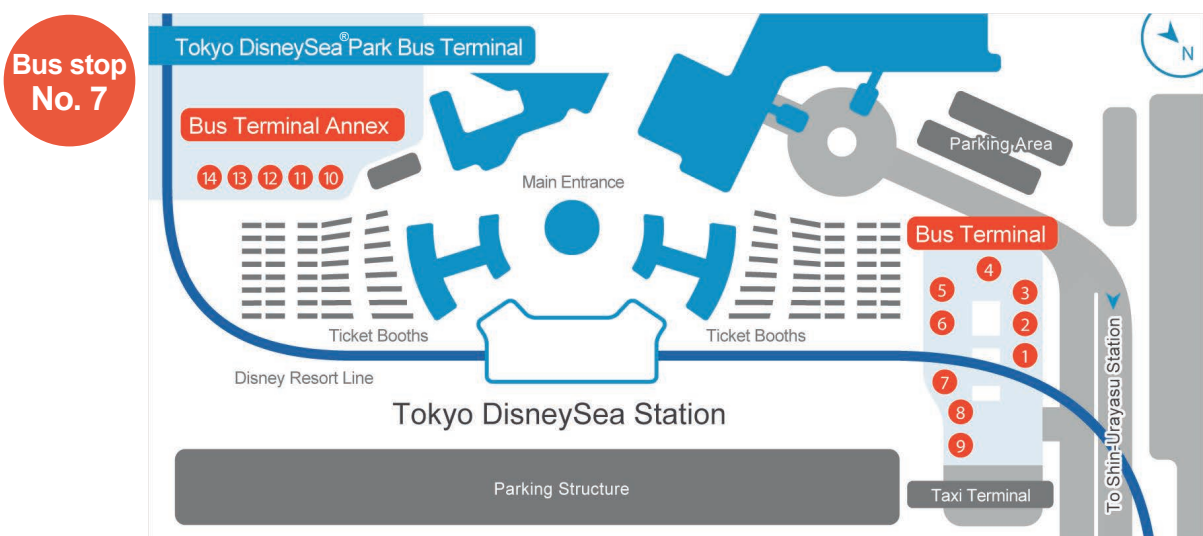 Bus stop
No. 7
Tokyo DisneySea® Park Bus Terminal
N
Bus Terminal Annex
14 13 12 11 10
Main Entrance
Parking Area
Bus Terminal
4
5
3
6
2
1
7
8
9
Ticket Booths
Ticket Booths
Disney Resort Line
Tokyo DisneySea Station
To Shin-Urayasu Station
Parking Structure
Taxi Terminal